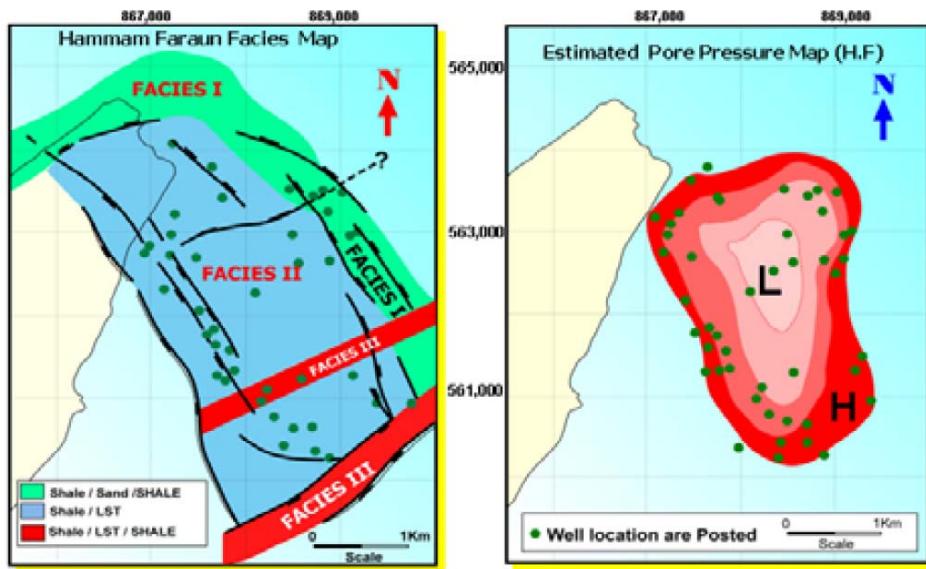 867,000
869,000
Hammam Faraun Facies Map
FACIES I
N
?
FACIES II
FACIES I
FACIES III
FACIES III
Shale / Sand /SHALE
Shale / LST
Shale / LST / SHALE
0 1Km
Scale
867,000
869,000
Estimated Pore Pressure Map (H.F)
565,000
N
563,000
L
561,000
H
Well location are Posted
0 1Km
Scale